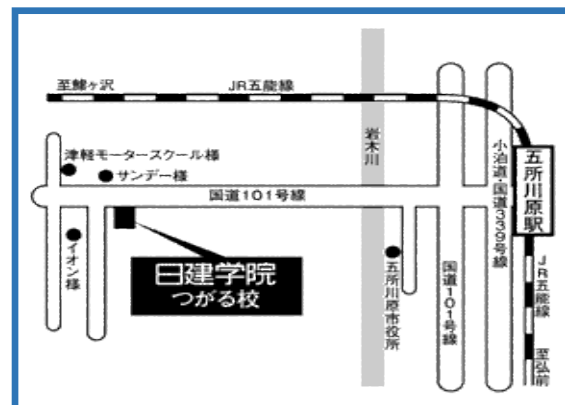 至鰺ヶ沢
JR五能線
津軽モータースクール様
サンデー様
国道101号線
岩木川
小泊道・国道339号線
五所川原駅
イオン様
日建学院
つがる校
五所川原市役所
国道101号線
JR五能線
至弘前